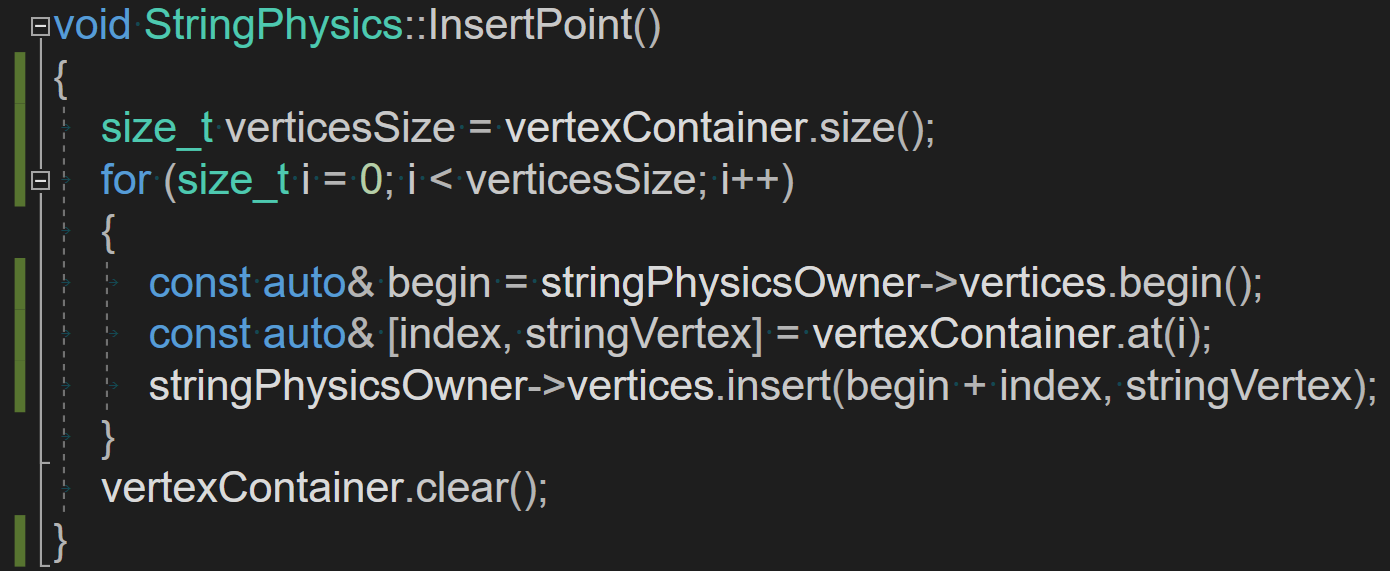 void StringPhysics::InsertPoint()
{
size_t verticesSize = vertexContainer.size();
for (size_t i = 0; i < verticesSize; i++)
{
const auto& begin = stringPhysicsOwner->vertices.begin();
const auto& [index, stringVertex] = vertexContainer.at(i);
stringPhysicsOwner->vertices.insert(begin + index, stringVertex);
}
vertexContainer.clear();
}